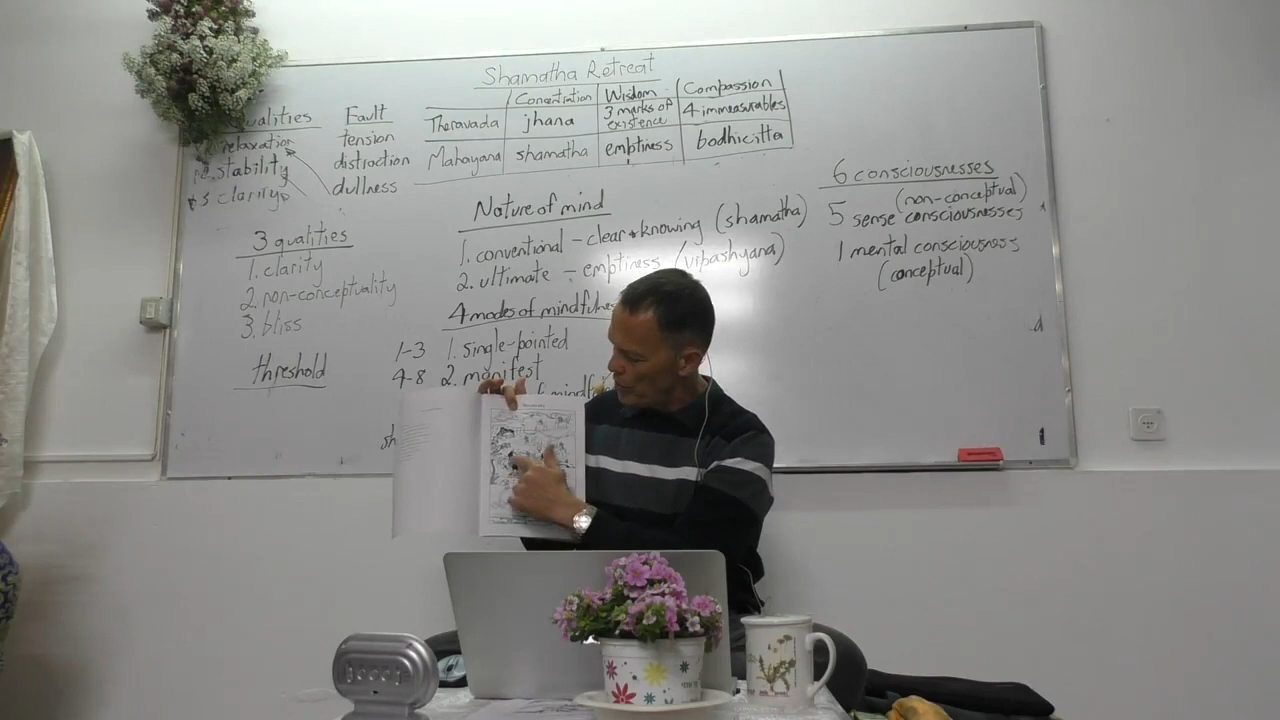 Shamatha Retreat
Concentration Wisdom Compassion
Theravada jhana 3 marks of existence 4 immeasurables
Mahayana shamatha emptiness bodhicitta
Fault
relaxation tension
stability distraction
clarity dullness
3 qualities
1. clarity
2. non-conceptuality
3. bliss
threshold
Nature of mind
1. conventional - clear + knowing (shamatha)
2. ultimate - emptiness (vipashyana)
4 modes of
1-3 1. single-pointed
4-8 2. manifest
6 consciousnesses
(non-conceptual)
5 sense consciousnesses
1 mental consciousness
(conceptual)